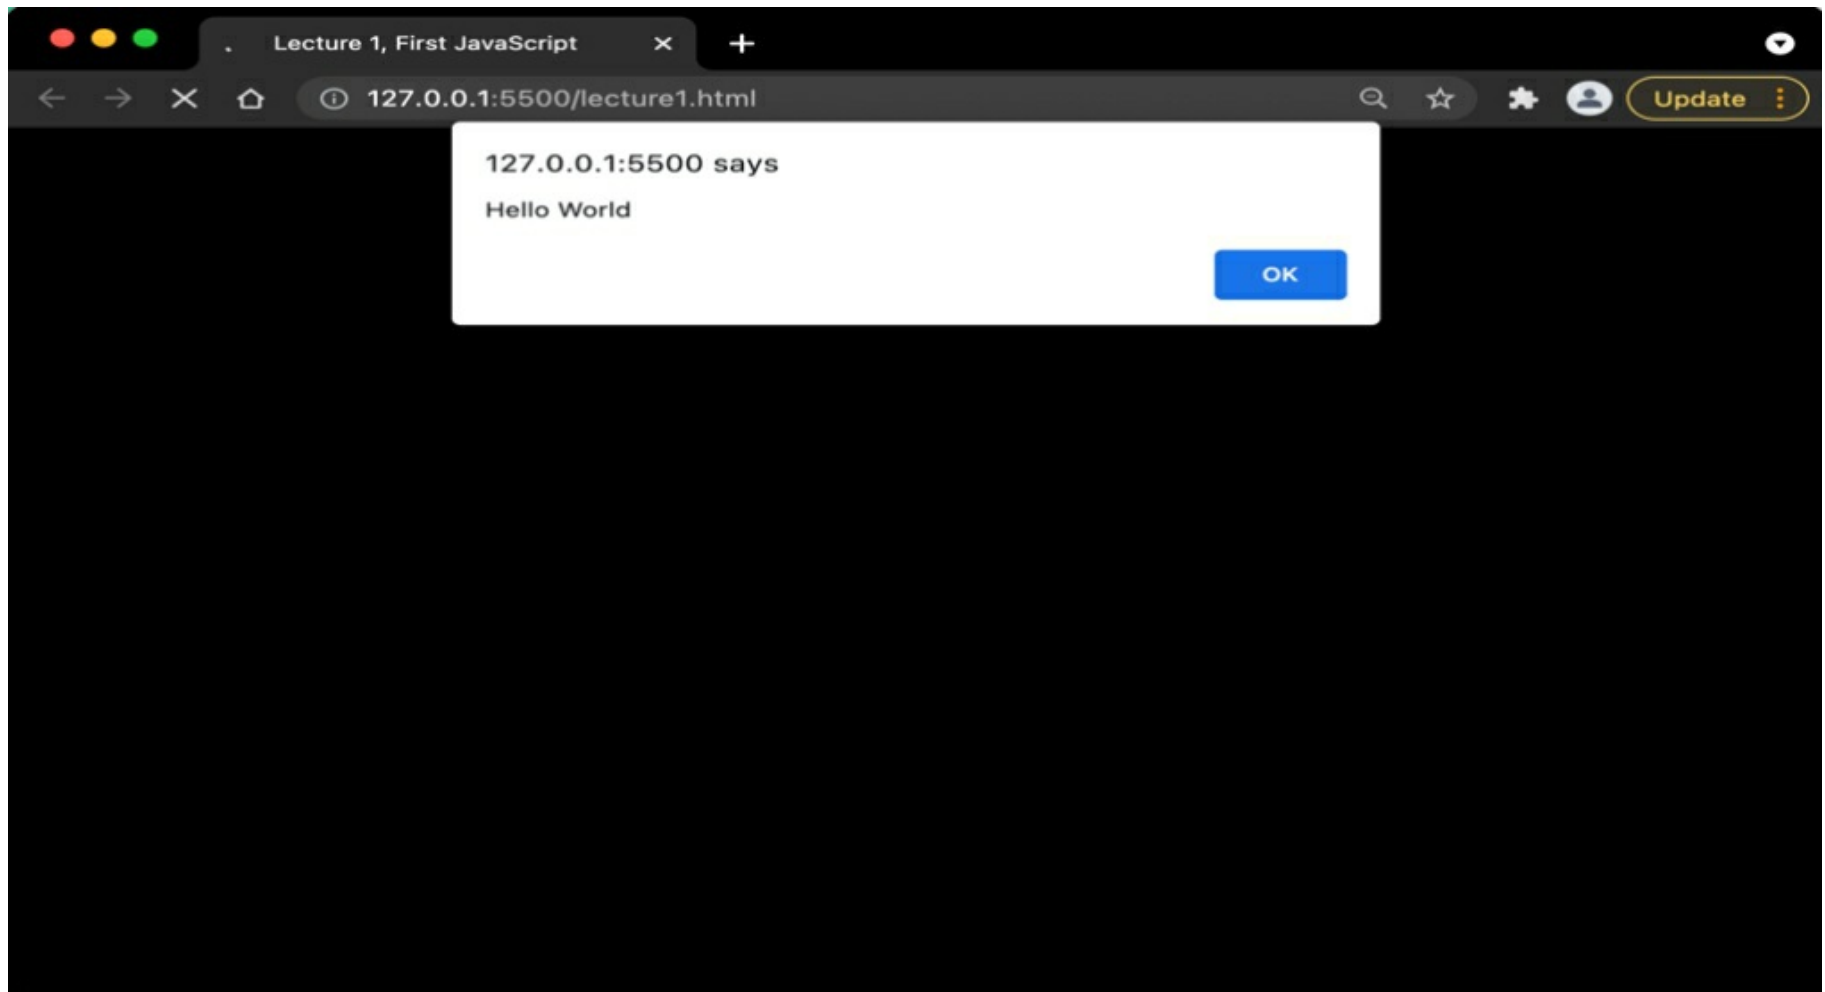 Lecture 1, First JavaScript
127.0.0.1:5500/lecture1.html
Update
127.0.0.1:5500 says
Hello World
OK